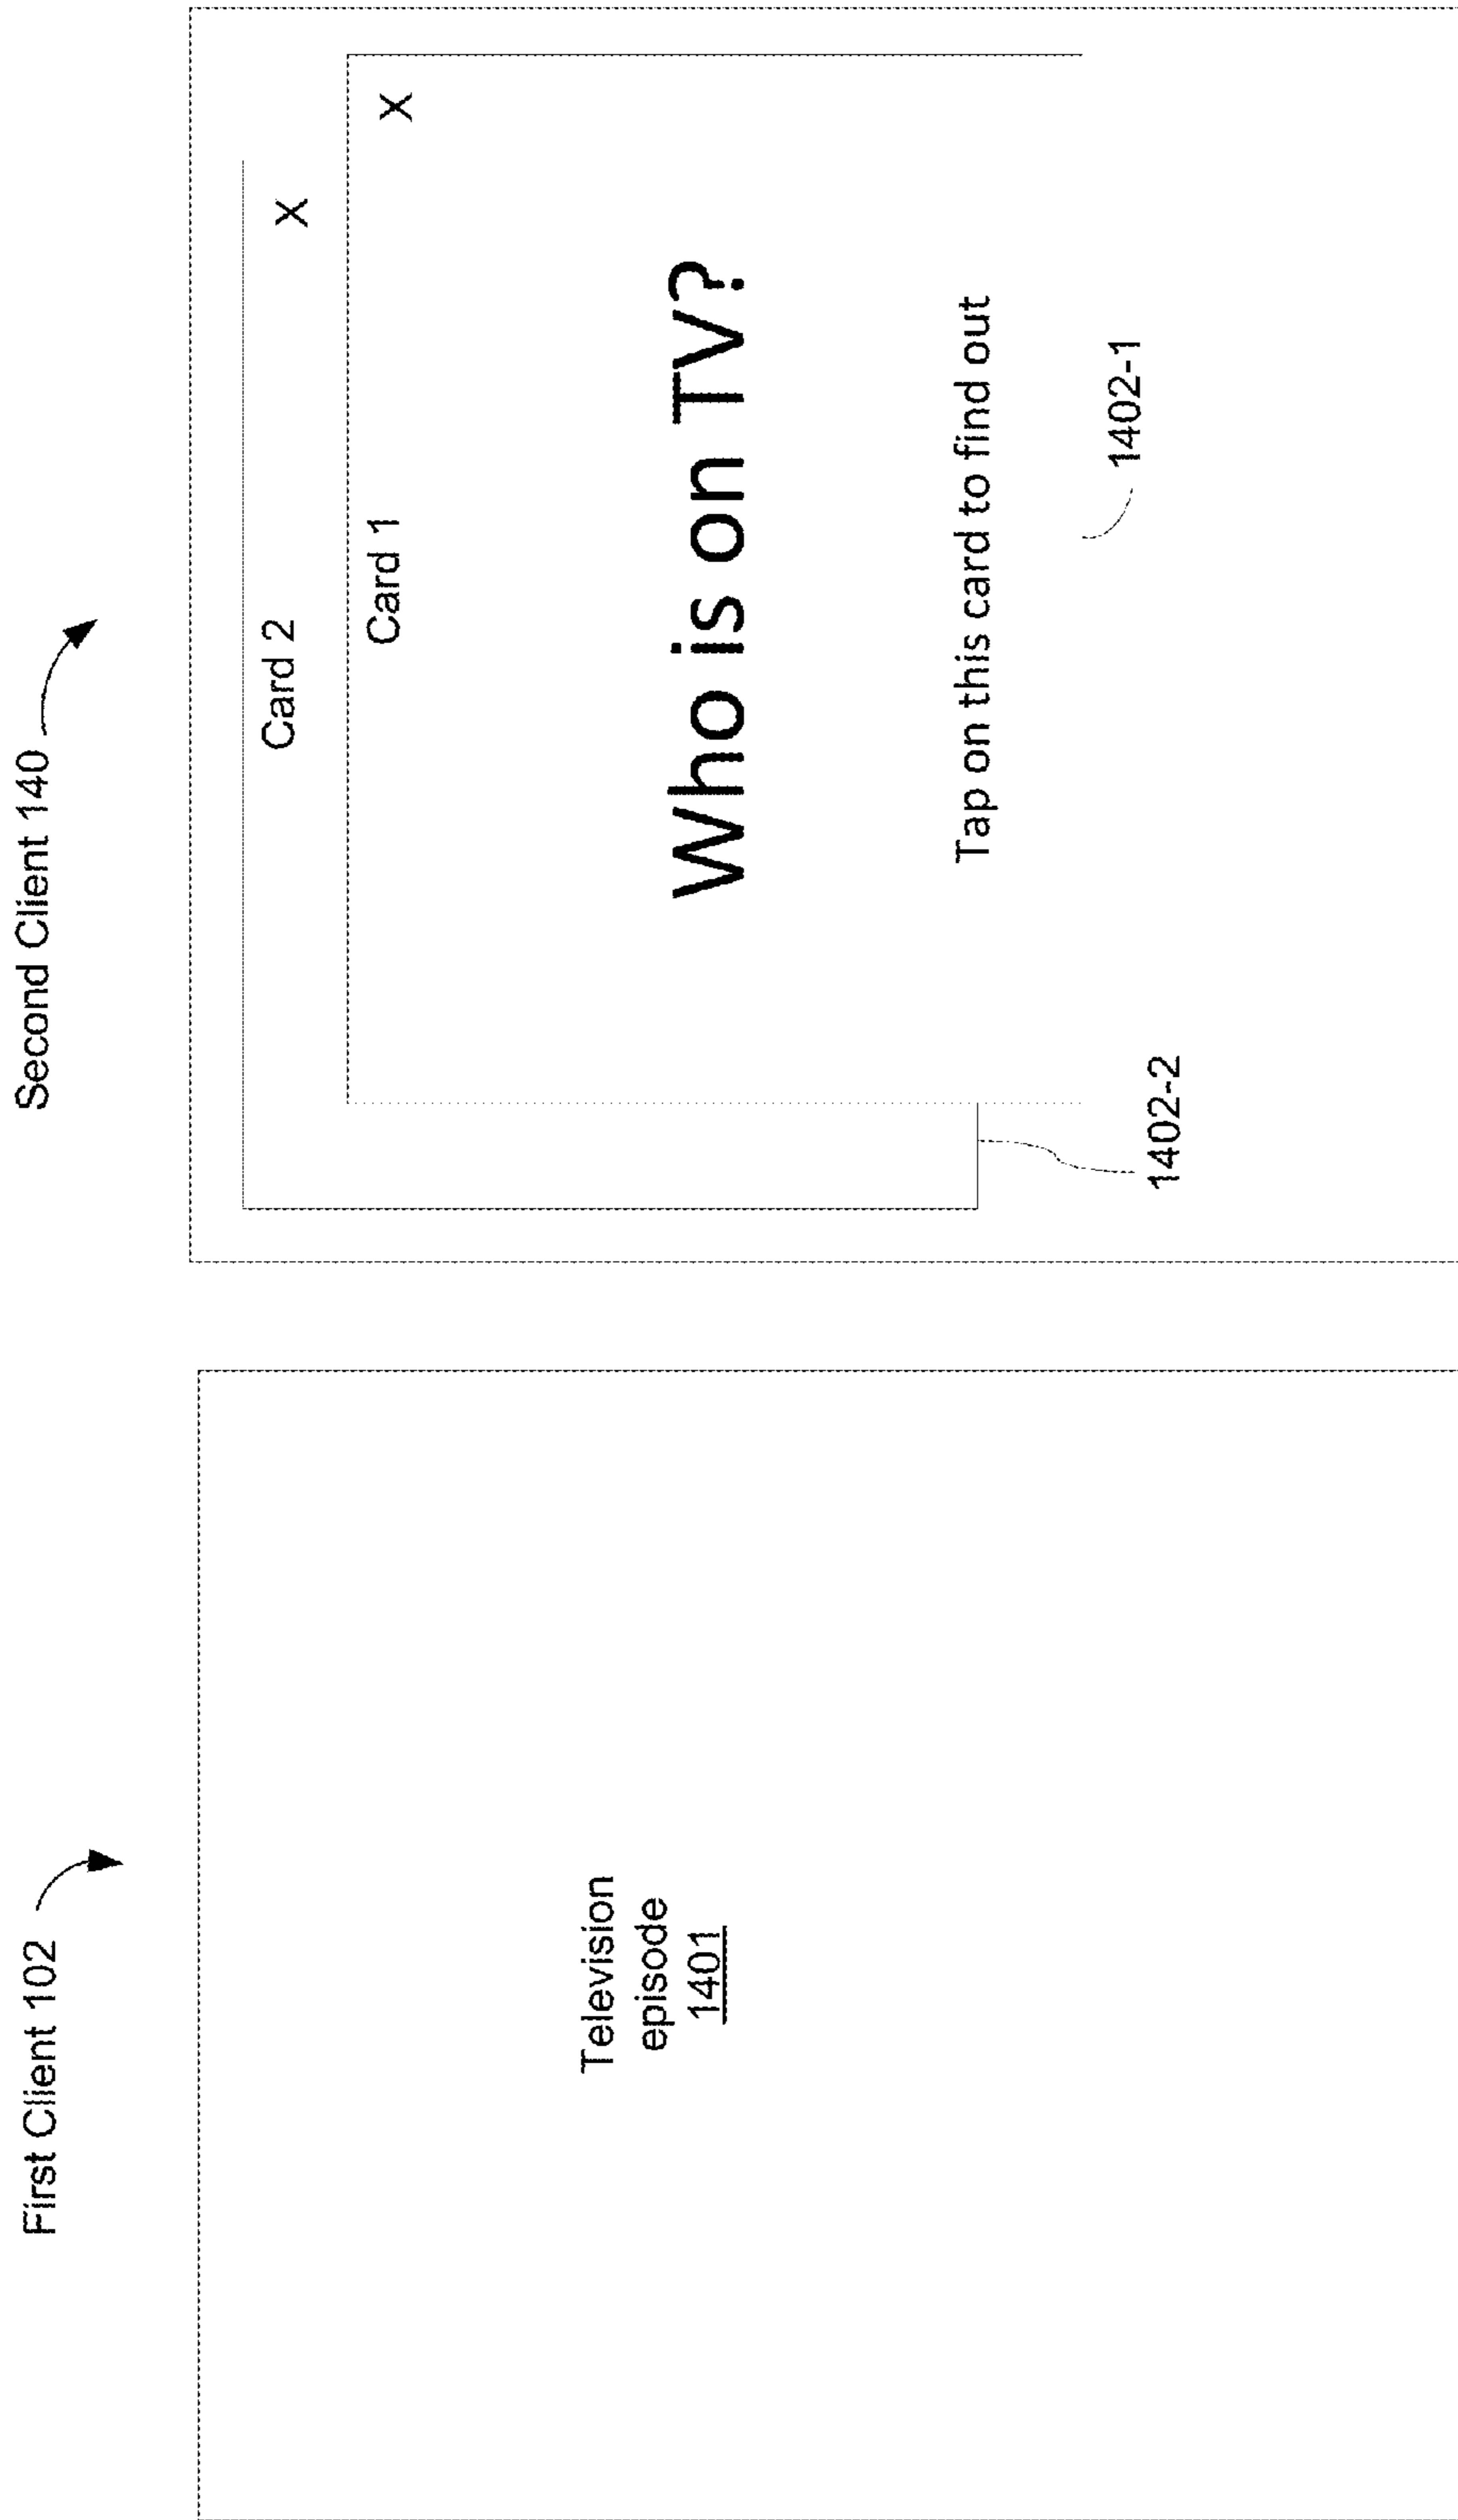 First Client 102
Television
episode
1401
Second Client 140
Card 2
X
Card 1
X
Who is on TV?
Tap on this card to find out
1402-1
1402-2